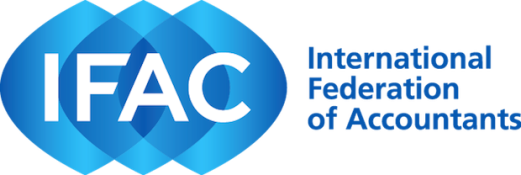 IFAC
International
Federation
of Accountants